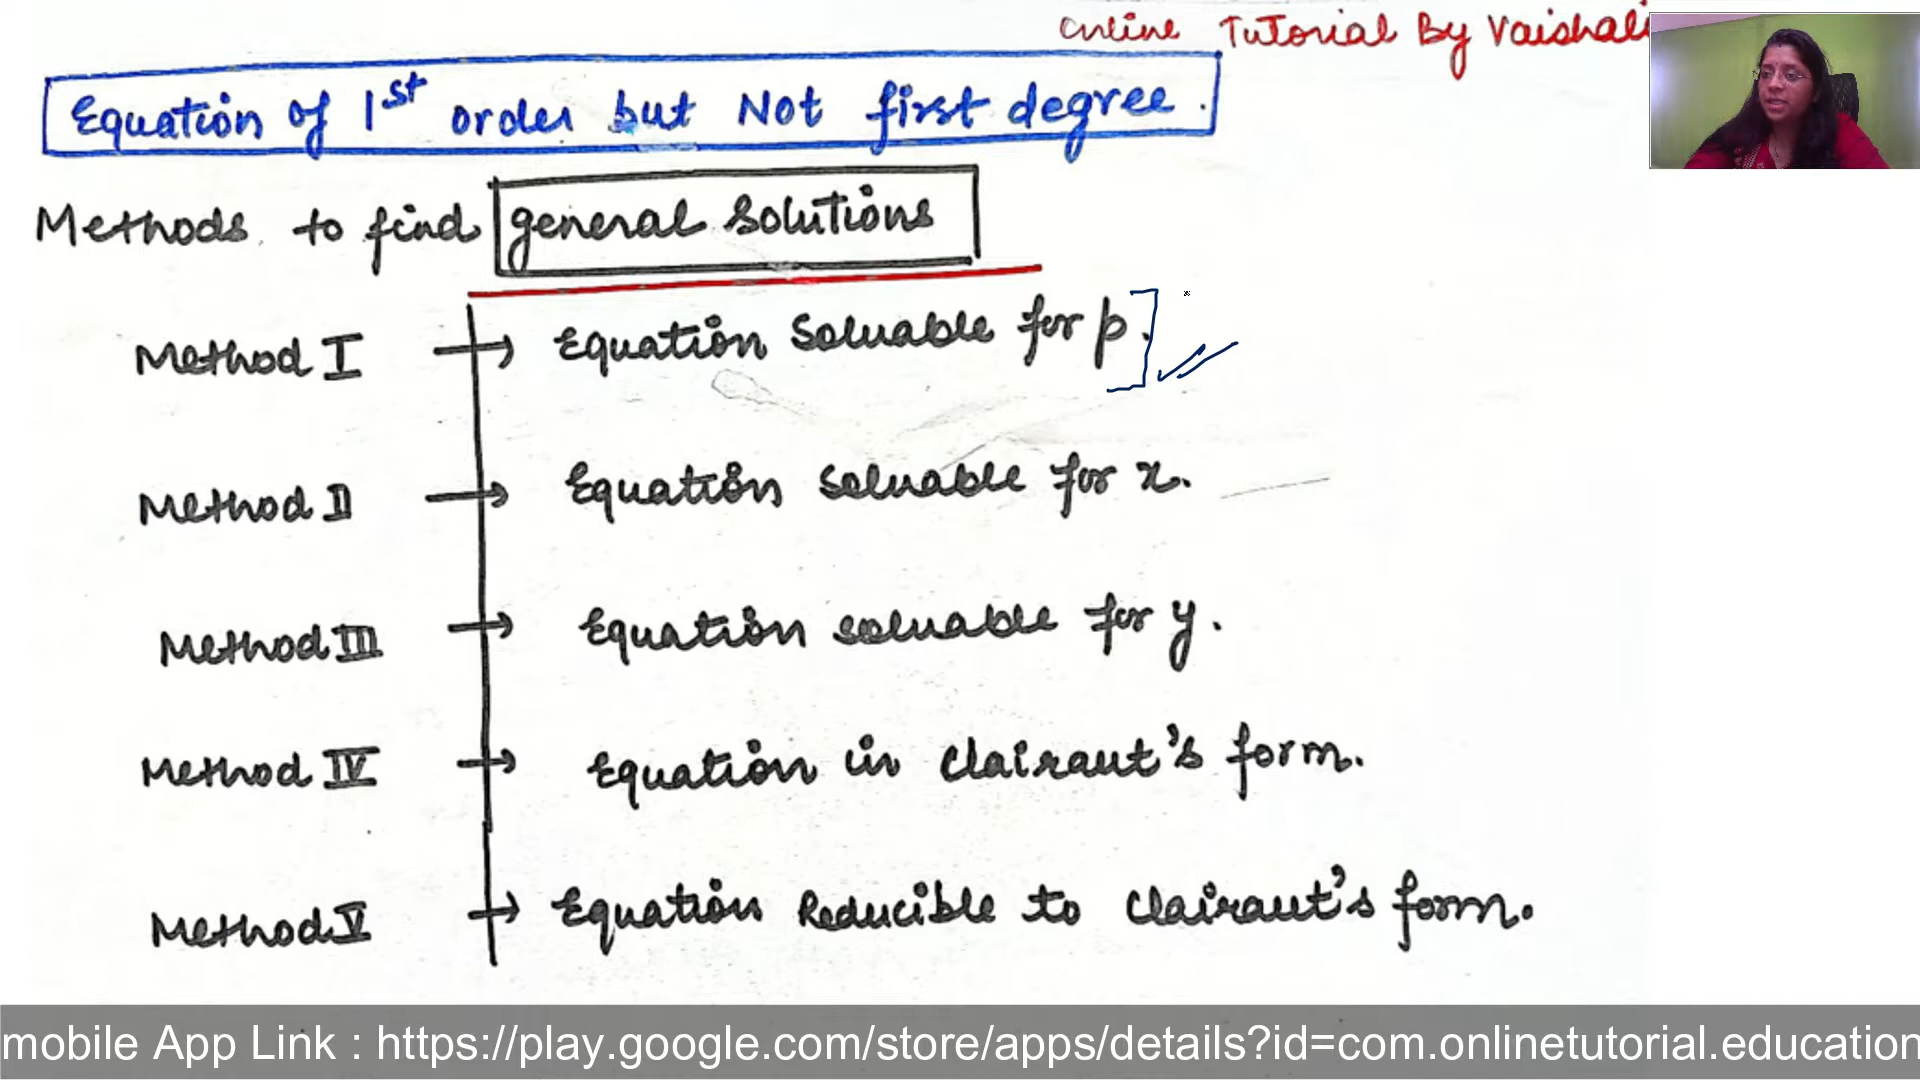 Online Tutorial By Vaishali
Equation of 1st order but Not first degree.
Methods to find general Solutions
Method I → Equation Soluable for p.
Method II → Equation Soluable for x.
Method III → Equation soluable for y.
Method IV → Equation in Clairaut's form.
Method V → Equation Reducible to Clairaut's form.
mobile App Link : https://play.google.com/store/apps/details?id=com.onlinetutorial.education